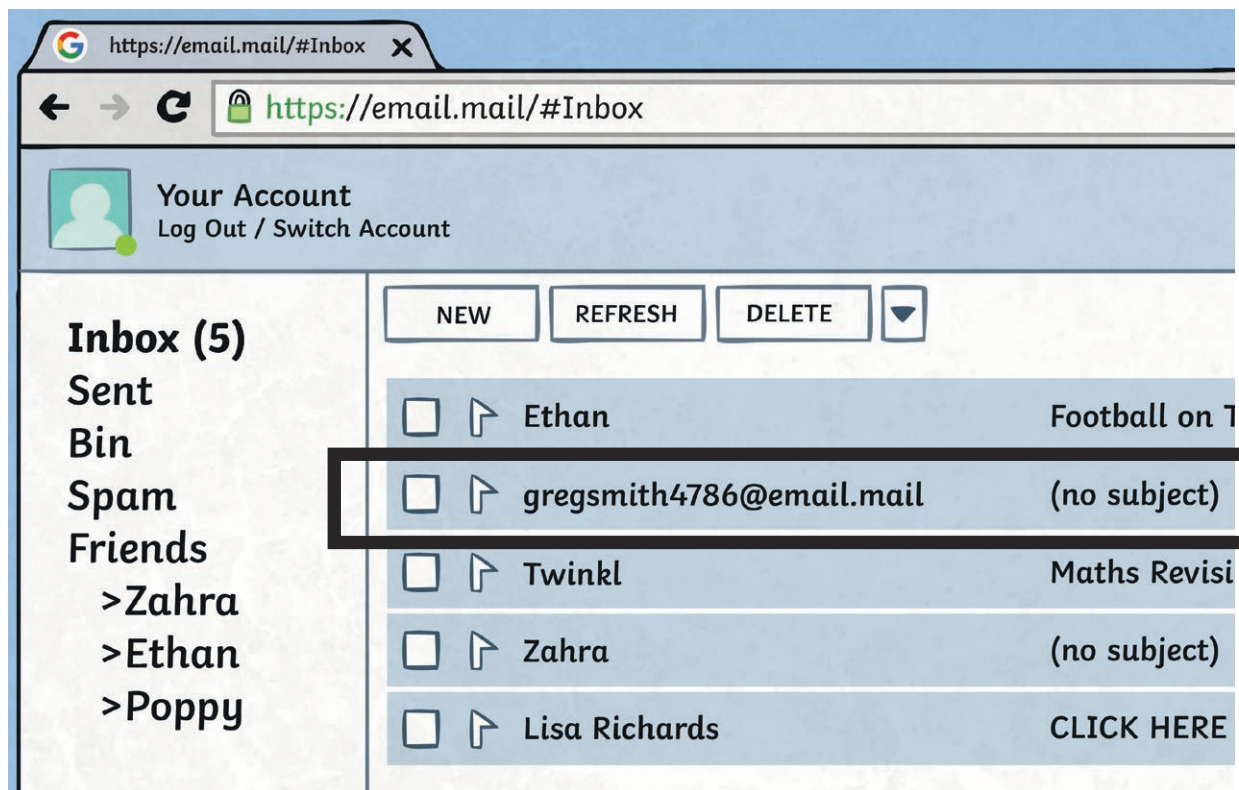 https://email.mail/#Inbox
https://email.mail/#Inbox
Your Account
Log Out / Switch Account
Inbox (5)
Sent
Bin
Spam
Friends
>Zahra
>Ethan
>Poppy
NEW REFRESH DELETE
Ethan Football on T
gregsmith4786@email.mail (no subject)
Twinkl Maths Revisi
Zahra (no subject)
Lisa Richards CLICK HERE